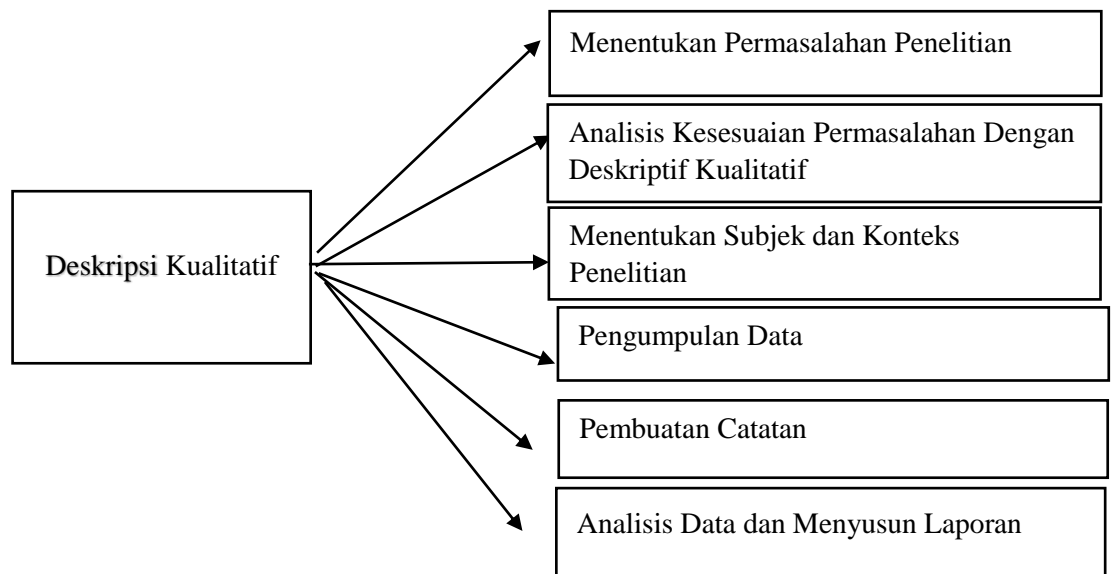 Menentukan Permasalahan Penelitian
Analisis Kesesuaian Permasalahan Dengan
Deskriptif Kualitatif
Menentukan Subjek dan Konteks
Penelitian
Deskripsi Kualitatif
Pengumpulan Data
Pembuatan Catatan
Analisis Data dan Menyusun Laporan